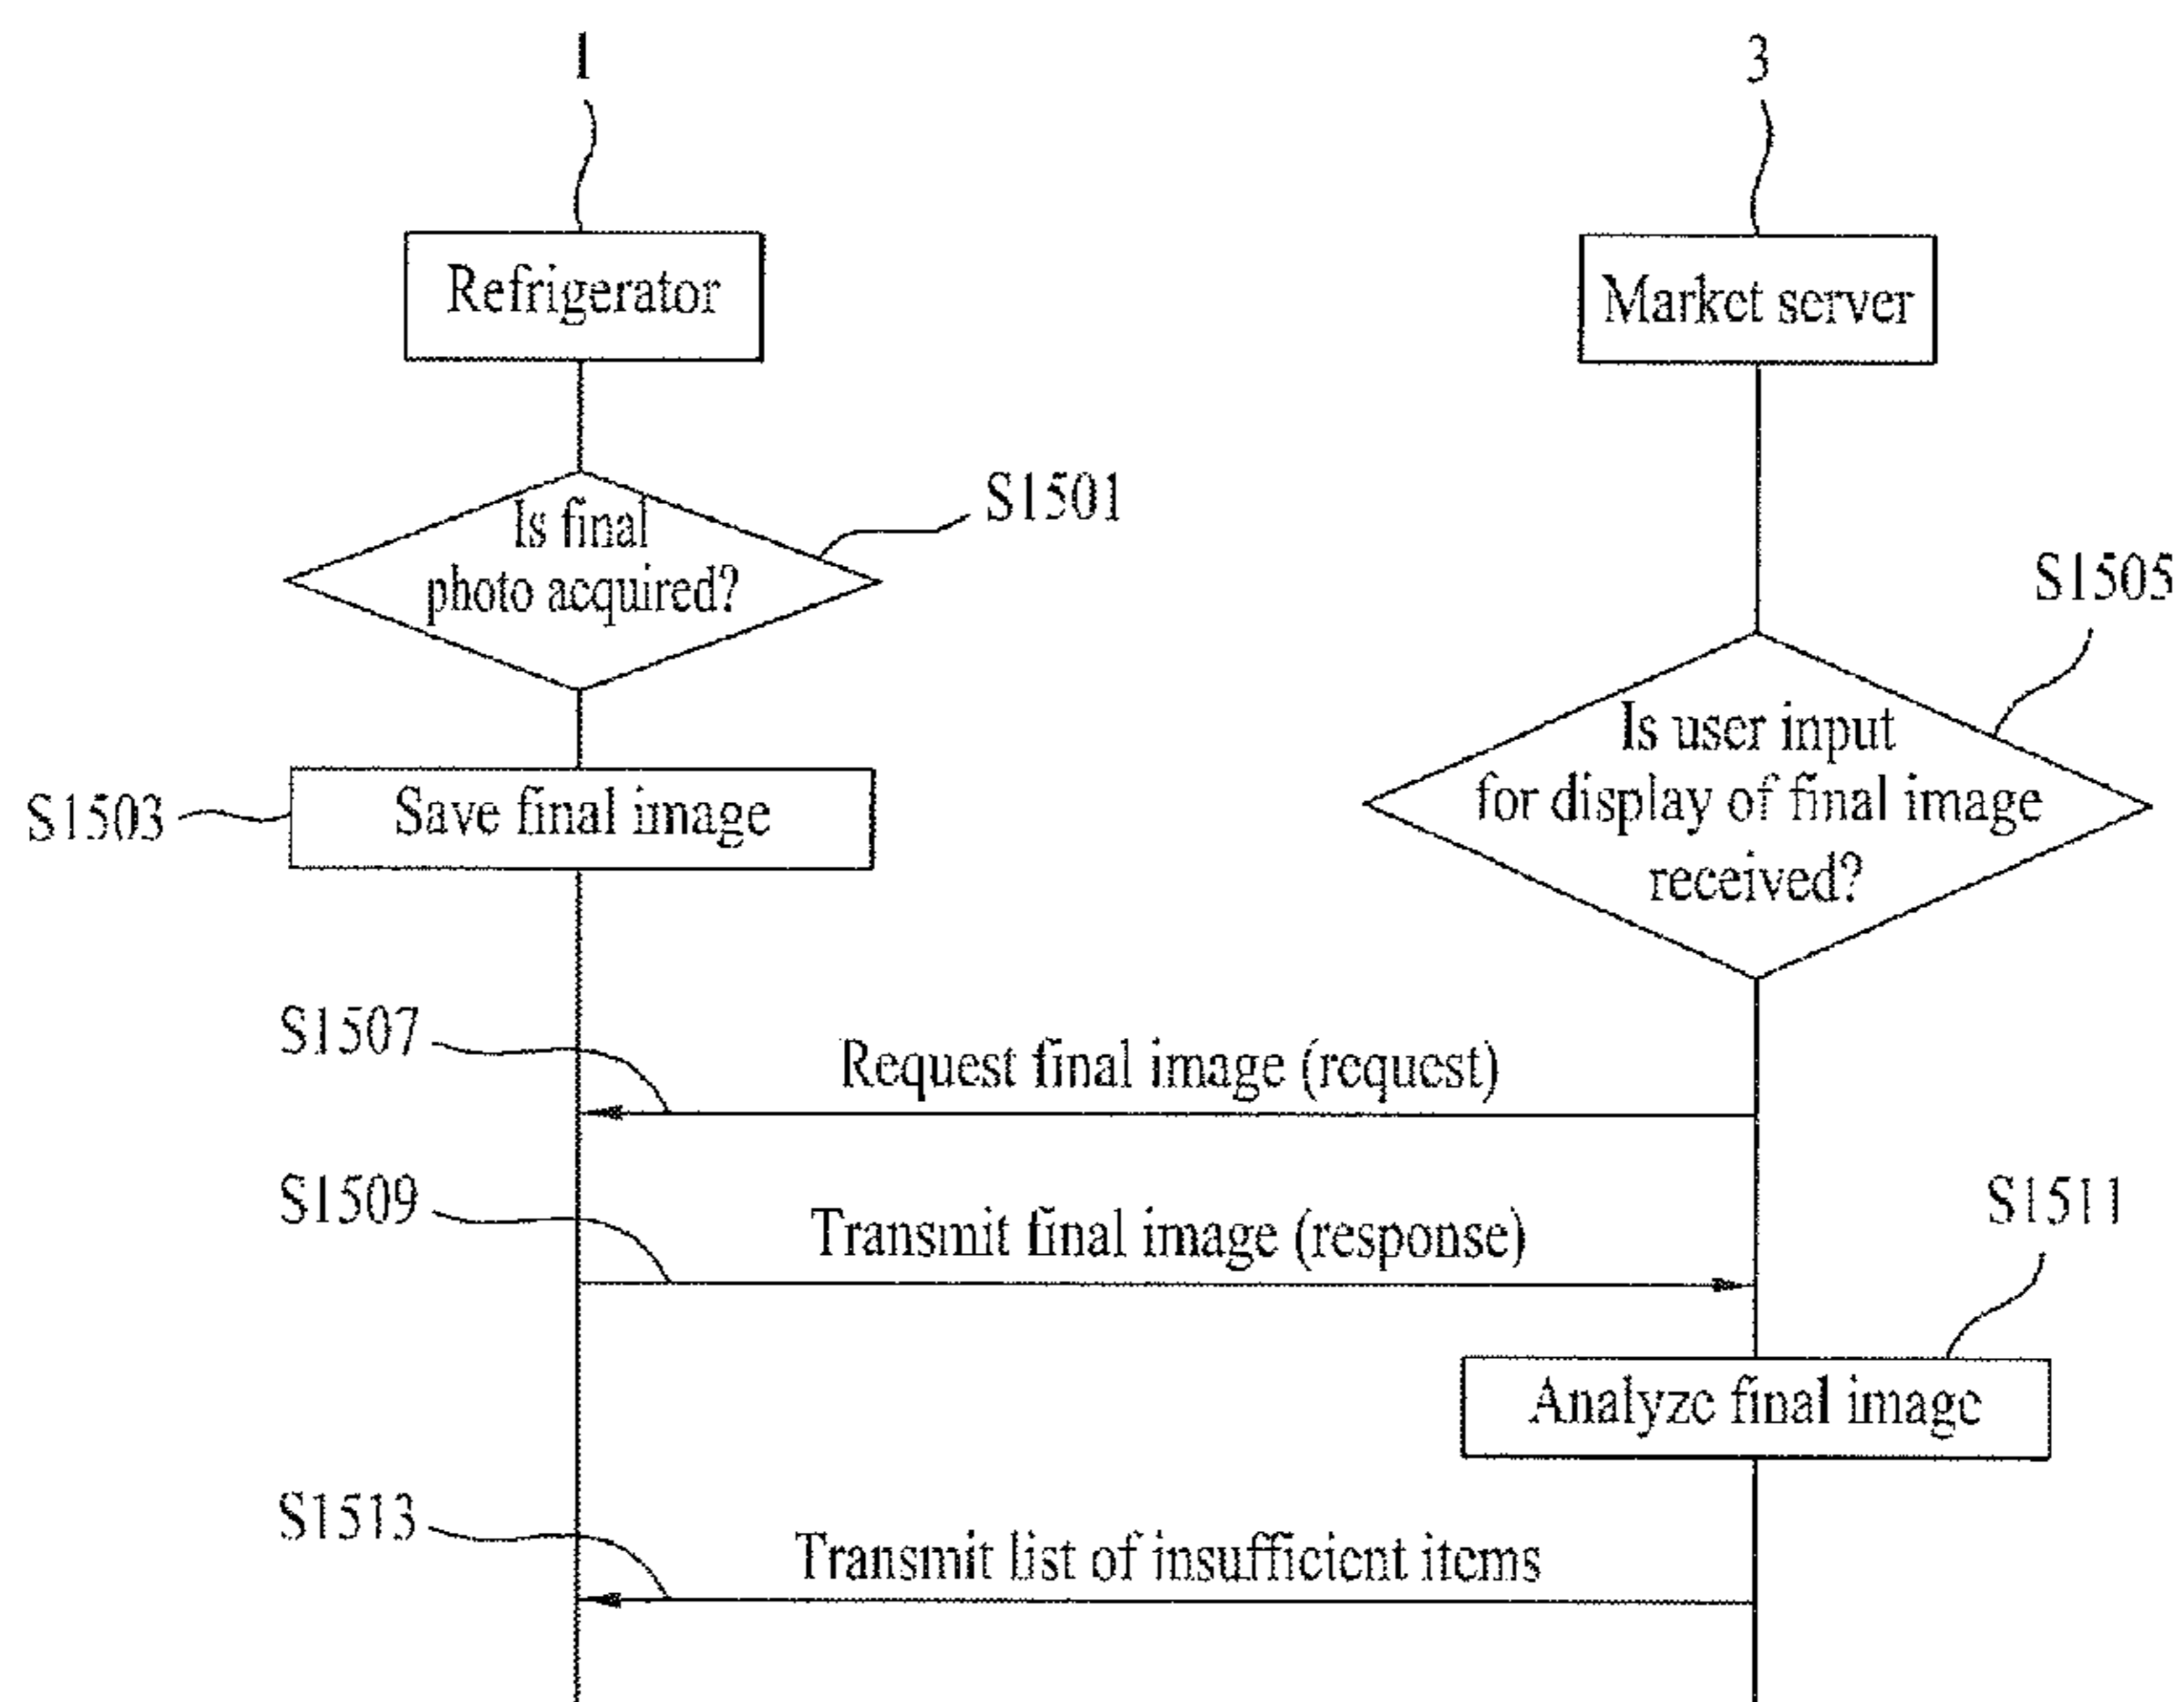 1
3
Refrigerator
Market server
Is final
photo acquired?
S1501
S1505
Is user input
for display of final image
received?
S1503
Save final image
S1507
Request final image (request)
S1509
Transmit final image (response)
S1511
Analyze final image
S1513
Transmit list of insufficient items